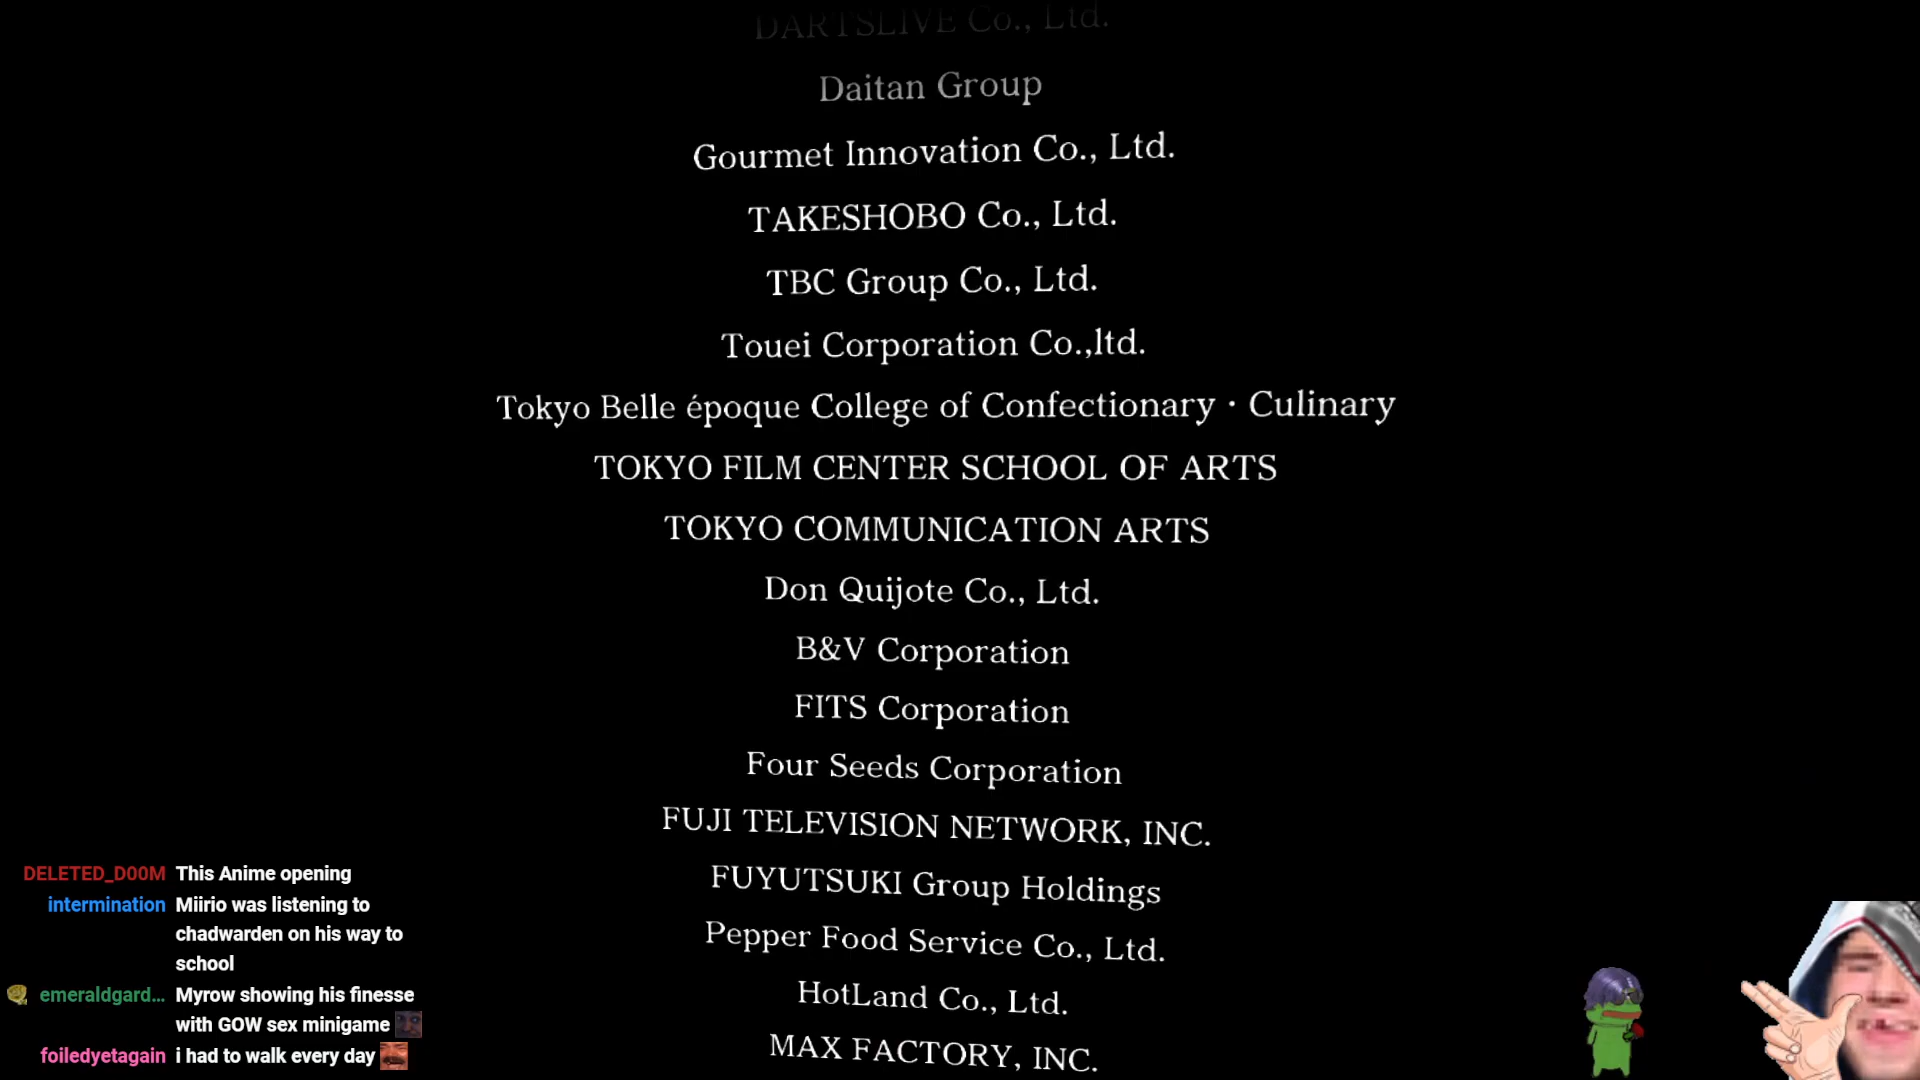 DARTSLIVE Co., Ltd.
Daitan Group
Gourmet Innovation Co., Ltd.
TAKESHOBO Co., Ltd.
TBC Group Co., Ltd.
Touei Corporation Co.,ltd.
Tokyo Belle époque College of Confectionary・Culinary
TOKYO FILM CENTER SCHOOL OF ARTS
TOKYO COMMUNICATION ARTS
Don Quijote Co., Ltd.
B&V Corporation
FITS Corporation
Four Seeds Corporation
FUJI TELEVISION NETWORK, INC.
FUYUTSUKI Group Holdings
Pepper Food Service Co., Ltd.
HotLand Co., Ltd.
MAX FACTORY, INC.
DELETED_D00M This Anime opening
intermination Miirio was listening to
chadwarden on his way to
school
emeraldgard... Myrow showing his finesse
with GOW sex minigame
foiledyetagain i had to walk every day